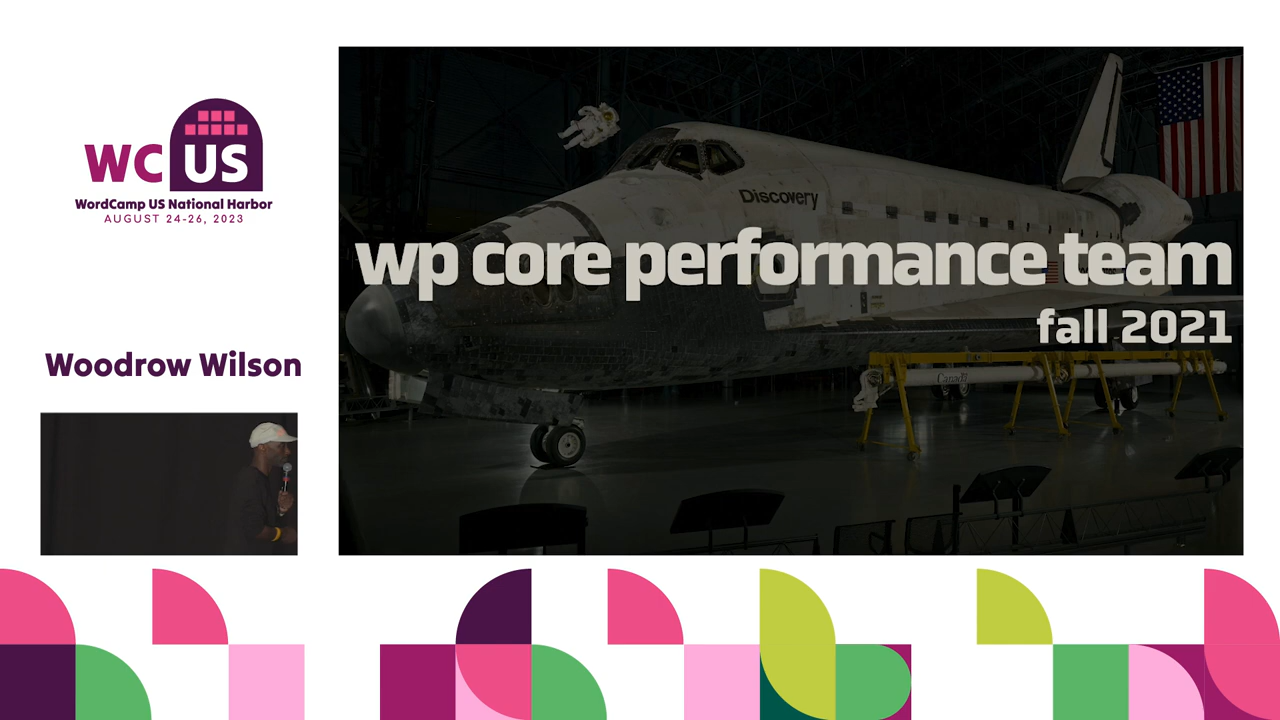 WC US
WordCamp US National Harbor
AUGUST 24-26, 2023
Woodrow Wilson
Discovery
wp core performance team
fall 2021
Canada